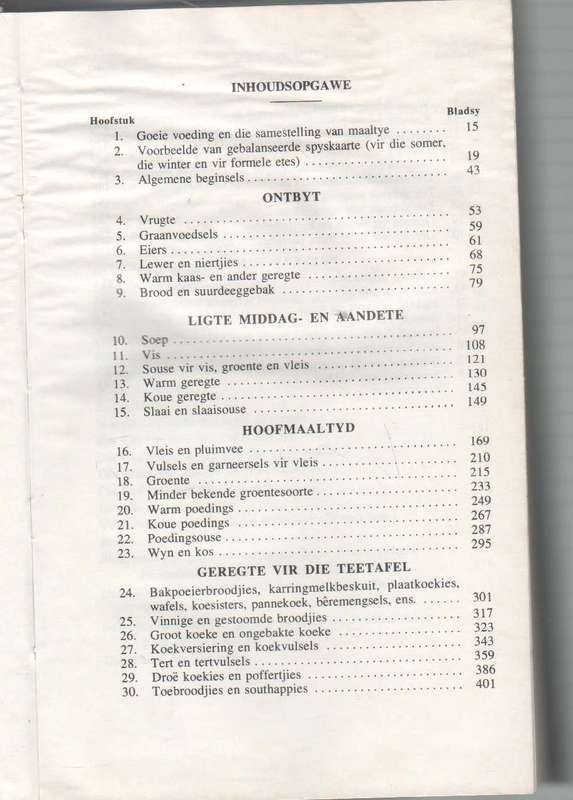 INHOUDSOPGAWE
Hoofstuk Bladsy
1. Goeie voeding en die samestelling van maaltye ........ 15
2. Voorbeelde van gebalanseerde spyskaarte (vir die somer,
die winter en vir formele etes) ..................... 19
3. Algemene beginsels .................................. 43
ONTBYT
4. Vrugte ........................................ 53
5. Graanvoedsels .................................. 59
6. Eiers .......................................... 61
7. Lewer en niertjies ............................... 68
8. Warm kaas- en ander geregte ..................... 75
9. Brood en suurdeeggebak ......................... 79
LIGTE MIDDAG- EN AANDETE
10. Soep .......................................... 97
11. Vis ........................................... 108
12. Souse vir vis, groente en vleis .................... 121
13. Warm geregte .................................. 130
14. Koue geregte ................................... 145
15. Slaai en slaaisouse .............................. 149
HOOFMAALTYD
16. Vleis en pluimvee ............................... 169
17. Vulsels en garneersels vir vleis .................... 210
18. Groente ....................................... 215
19. Minder bekende groentesoorte ..................... 233
20. Warm poedings ................................. 249
21. Koue poedings .................................. 267
22. Poedingsouse ................................... 287
23. Wyn en kos .................................... 295
GEREGTE VIR DIE TEETAFEL
24. Bakpoeierbroodjies, karringmelkbeskuit, plaatkoekies,
wafels, koesisters, pannekoek, bêremengsels, ens. ...... 301
25. Vinnige en gestoomde broodjies .................... 317
26. Groot koeke en ongebakte koeke ................... 323
27. Koekversiering en koekvulsels ..................... 343
28. Tert en tertvulsels ............................... 359
29. Droë koekies en poffertjies ........................ 386
30. Toebroodjies en southappies ....................... 401